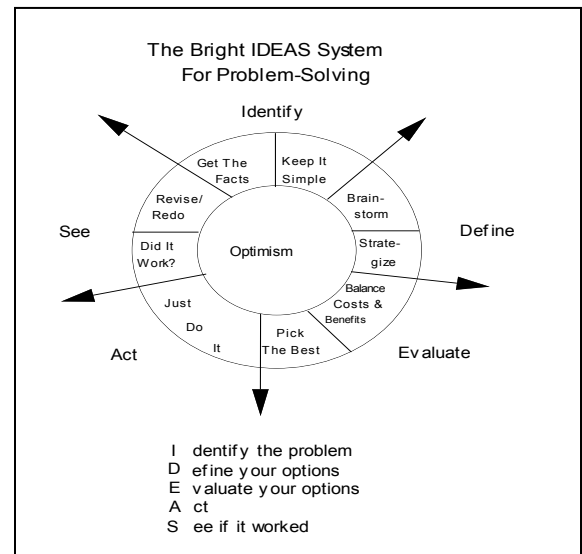 The Bright IDEAS System
For Problem-Solving
Identify
Get The
Facts
Keep It
Simple
Revise/
Redo
Brain-
storm
See
Define
Did It
Work?
Optimism
Strate-
gize
Balance
Costs &
Benefits
Just
Do
It
Pick
The Best
Act
Evaluate
I dentify the problem
D efine your options
E valuate your options
A ct
S ee if it worked